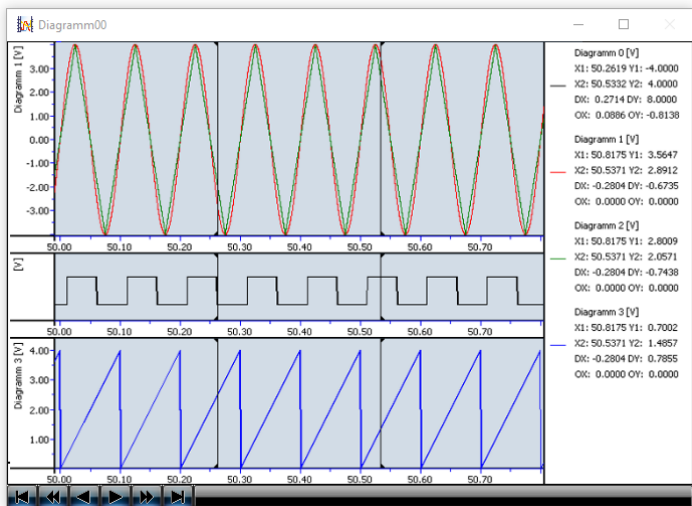 Diagramm00
Diagramm 1 [V]
3.00
2.00
1.00
0.00
-1.00
-2.00
-3.00
50.00 50.10 50.20 50.30 50.40 50.50 50.60 50.70
[V]
50.00 50.10 50.20 50.30 50.40 50.50 50.60 50.70
Diagramm 3 [V]
4.00
3.00
2.00
1.00
50.00 50.10 50.20 50.30 50.40 50.50 50.60 50.70
Diagramm 0 [V]
X1: 50.2619 Y1: -4.0000
X2: 50.5332 Y2: 4.0000
DX: 0.2714 DY: 8.0000
OX: 0.0886 OY: -0.8138
Diagramm 1 [V]
X1: 50.8175 Y1: 3.5647
X2: 50.5371 Y2: 2.8912
DX: -0.2804 DY: -0.6735
OX: 0.0000 OY: 0.0000
Diagramm 2 [V]
X1: 50.8175 Y1: 2.8009
X2: 50.5371 Y2: 2.0571
DX: -0.2804 DY: -0.7438
OX: 0.0000 OY: 0.0000
Diagramm 3 [V]
X1: 50.8175 Y1: 0.7002
X2: 50.5371 Y2: 1.4857
DX: -0.2804 DY: 0.7855
OX: 0.0000 OY: 0.0000